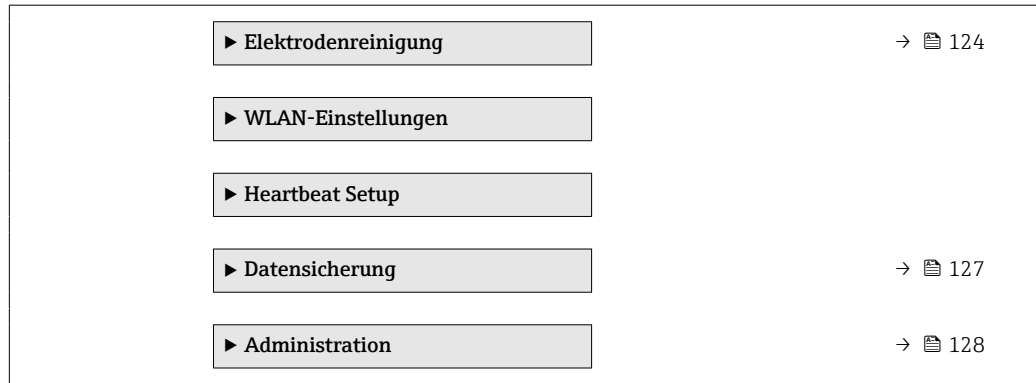 ▶ Elektrodenreinigung → 124
▶ WLAN-Einstellungen
▶ Heartbeat Setup
▶ Datensicherung → 127
▶ Administration → 128